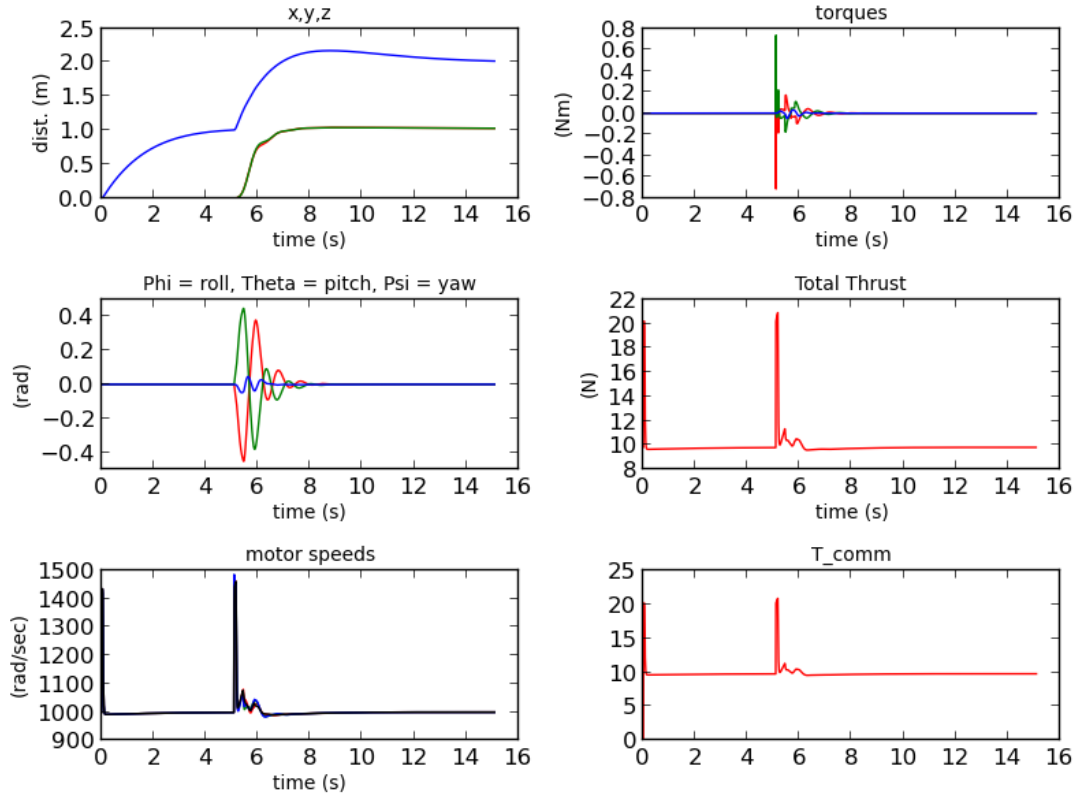 x,y,z
dist. (m)
2.5
2.0
1.5
1.0
0.5
0.0
0 2 4 6 8 10 12 14 16
time (s)
torques
(Nm)
0.8
0.6
0.4
0.2
0.0
−0.2
−0.4
−0.6
−0.8
0 2 4 6 8 10 12 14 16
time (s)
Phi = roll, Theta = pitch, Psi = yaw
(rad)
0.4
0.2
0.0
−0.2
−0.4
0 2 4 6 8 10 12 14 16
time (s)
Total Thrust
(N)
22
20
18
16
14
12
10
8
0 2 4 6 8 10 12 14 16
time (s)
motor speeds
(rad/sec)
1500
1400
1300
1200
1100
1000
900
0 2 4 6 8 10 12 14 16
time (s)
T_comm
25
20
15
10
5
0
0 2 4 6 8 10 12 14 16
time (s)